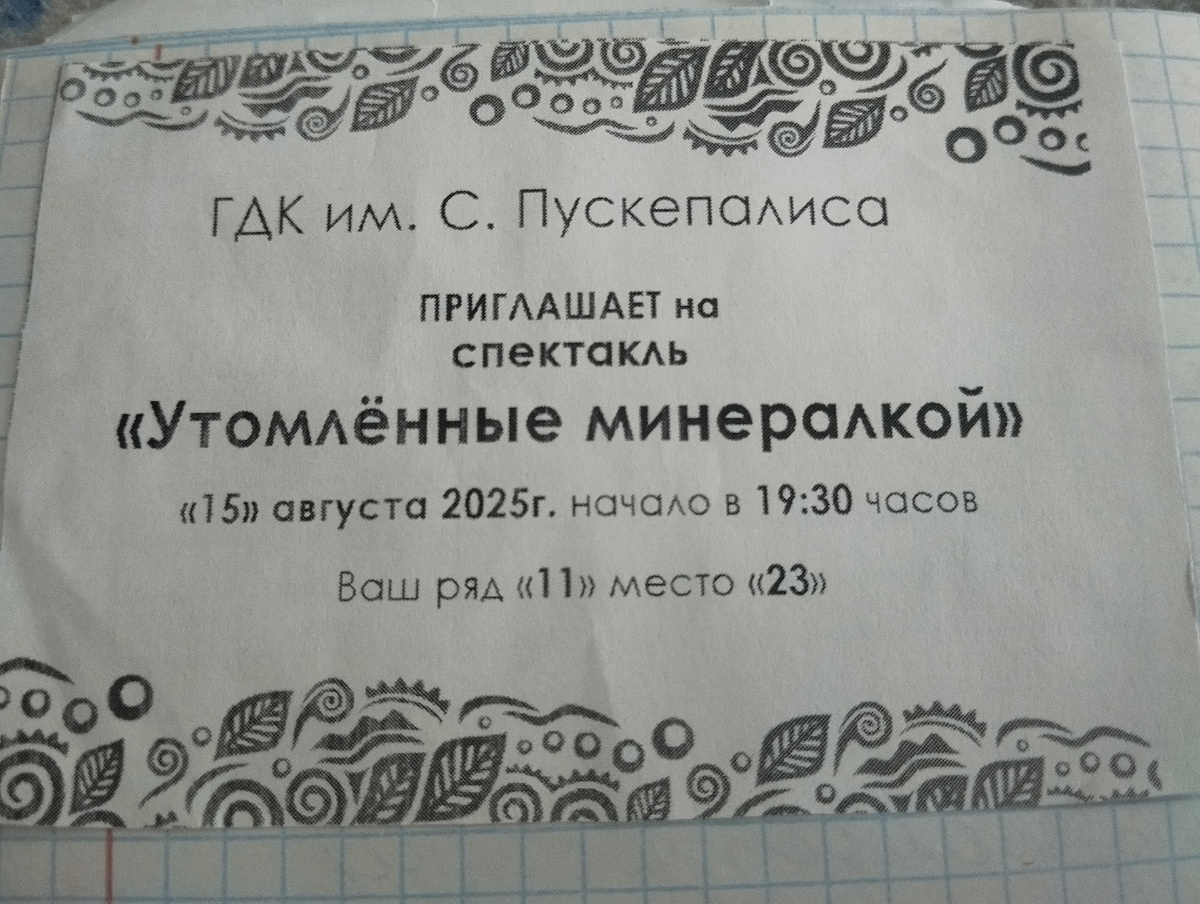 ГДК им. С. Пускепалиса
ПРИГЛАШАЕТ на
спектакль
«Утомлённые минералкой»
«15» августа 2025г. начало в 19:30 часов
Ваш ряд «11» место «23»